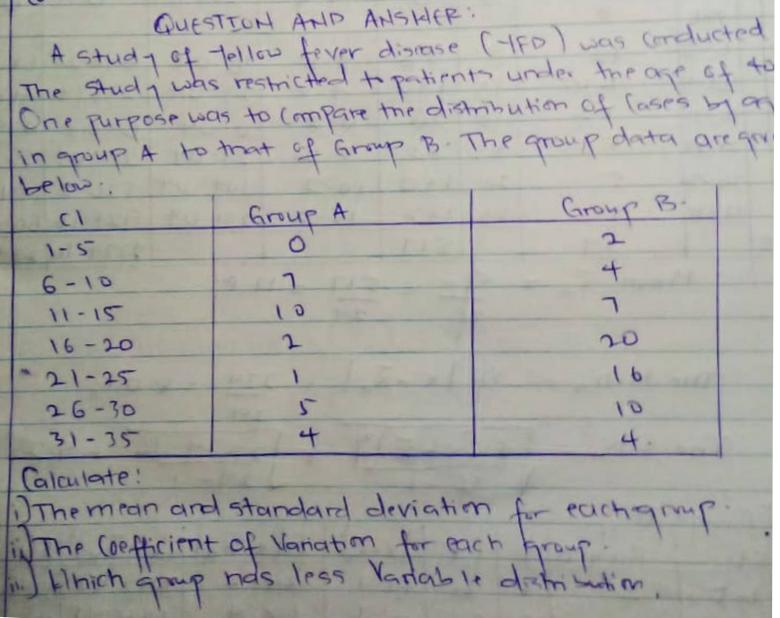 QUESTION AND ANSWER:
A study of Yellow fever disease (YFD) was conducted
The study was restricted to patients under the age of 40
One purpose was to compare the distribution of cases by
in group A to that of Group B. The group data are
below:.
CI Group A Group B.
1-5 0 2
6-10 7 4
11-15 10 7
16-20 2 20
21-25 1 16
26-30 5 10
31-35 4 4.
Calculate:
i) The mean and standard deviation for each group.
ii) The Coefficient of Variation for each group.
iii) Which group has less Variable distribution.